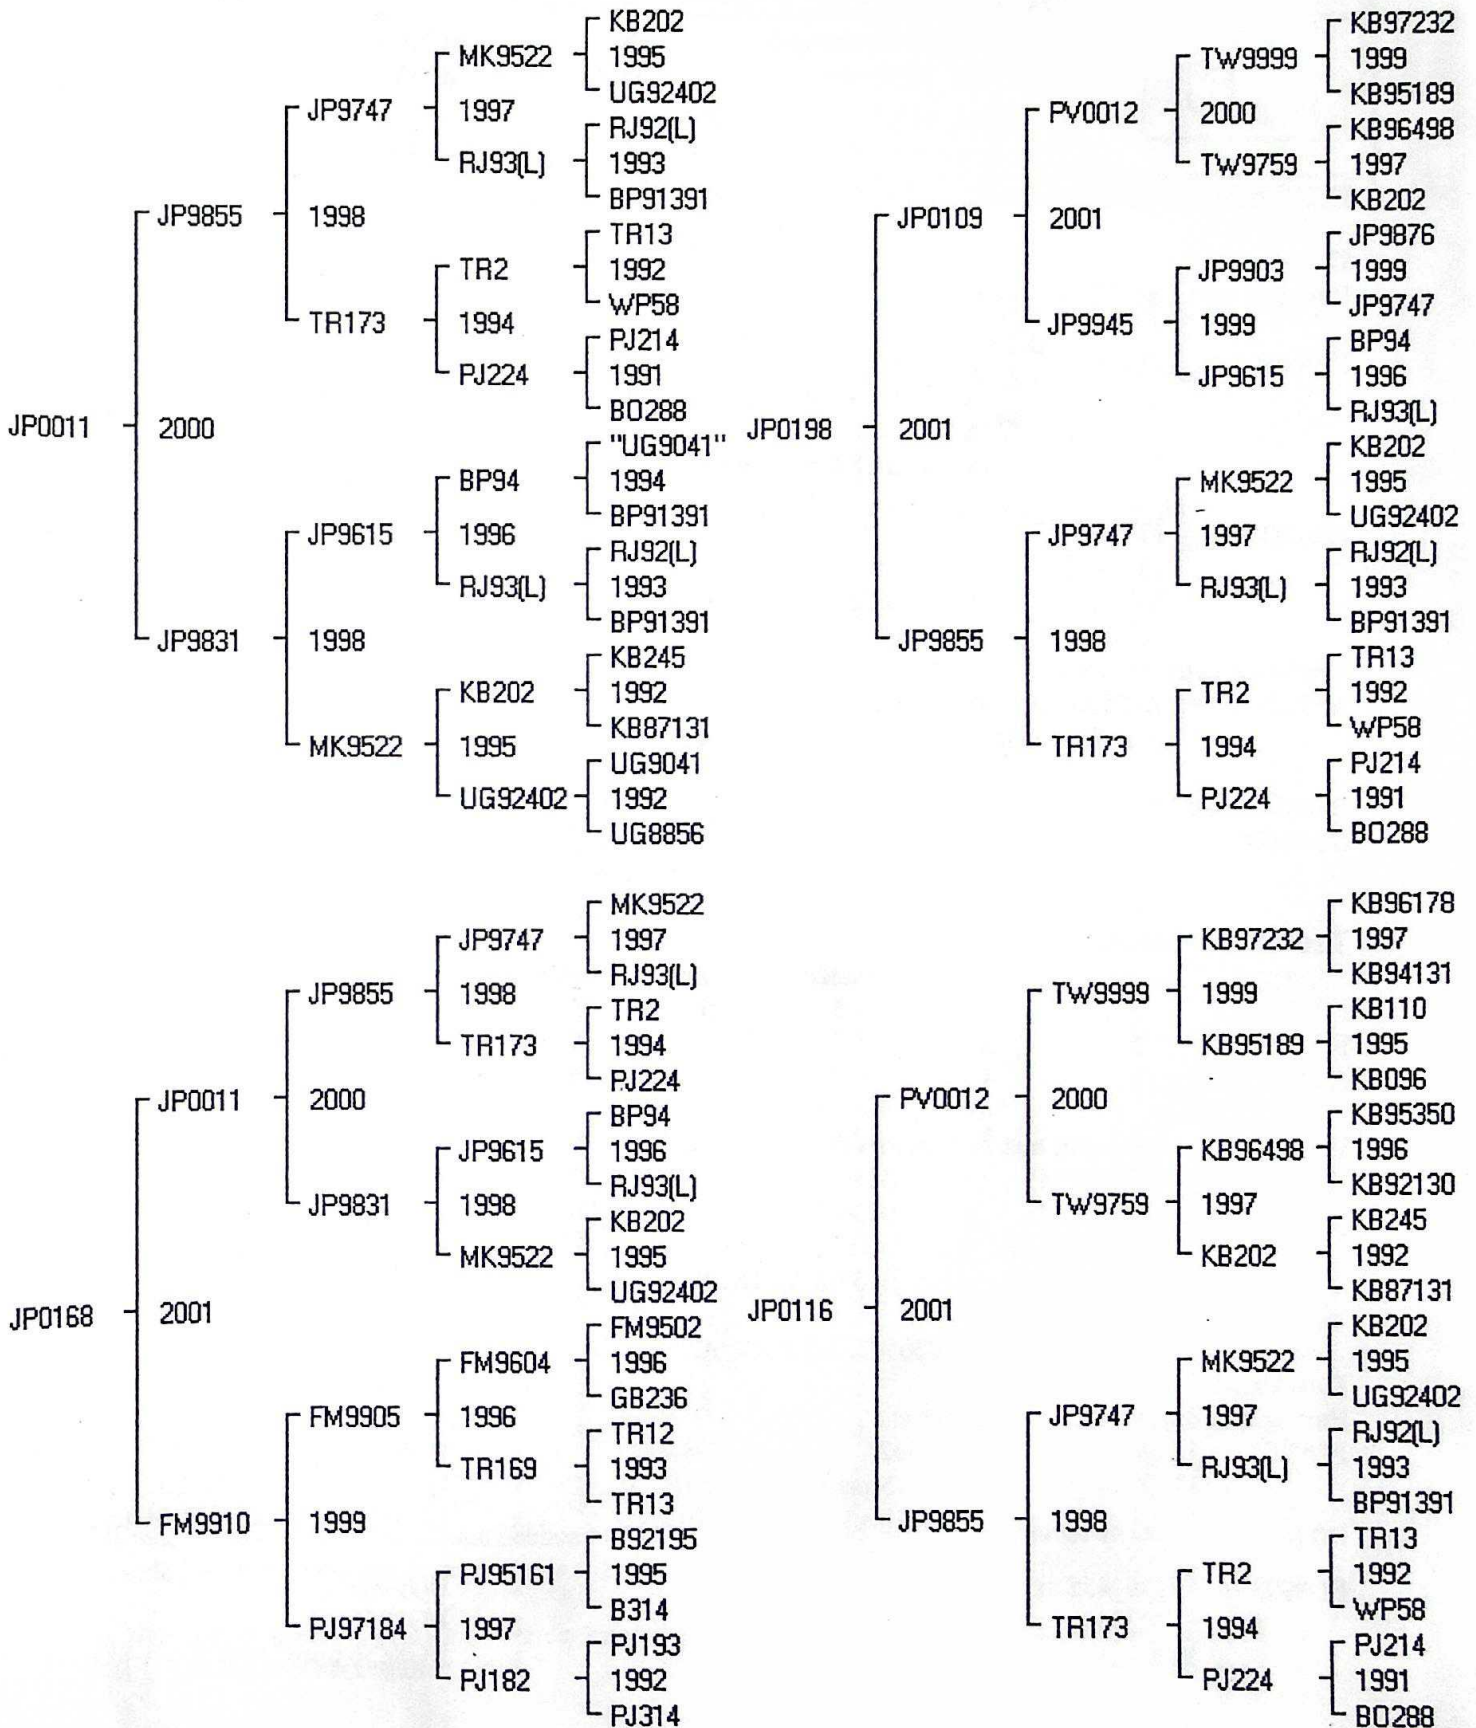 KB202
MK9522 1995
UG92402
JP9747 1997
RJ92(L)
RJ93(L) 1993
BP91391
JP9855 1998
TR13
TR2 1992
WP58
TR173 1994
PJ214
PJ224 1991
BO288
JP0011 2000
"UG9041"
BP94 1994
BP91391
JP9615 1996
RJ92(L)
RJ93(L) 1993
BP91391
JP9831 1998
KB245
KB202 1992
KB87131
MK9522 1995
UG9041
UG92402 1992
UG8856
KB97232
TW9999 1999
KB95189
PV0012 2000
KB96498
TW9759 1997
KB202
JP0109 2001
JP9876
JP9903 1999
JP9747
JP9945 1999
BP94
JP9615 1996
RJ93(L)
JP0198 2001
KB202
MK9522 1995
UG92402
JP9747 1997
RJ92(L)
RJ93(L) 1993
BP91391
JP9855 1998
TR13
TR2 1992
WP58
TR173 1994
PJ214
PJ224 1991
BO288
MK9522
JP9747 1997
RJ93(L)
JP9855 1998
TR2
TR173 1994
PJ224
JP0011 2000
BP94
JP9615 1996
RJ93(L)
JP9831 1998
KB202
MK9522 1995
UG92402
JP0168 2001
FM9502
FM9604 1996
GB236
FM9905 1996
TR12
TR169 1993
TR13
FM9910 1999
B92195
PJ95161 1995
B314
PJ97184 1997
PJ193
PJ182 1992
PJ314
KB96178
KB97232 1997
KB94131
TW9999 1999
KB110
KB95189 1995
KB096
PV0012 2000
KB95350
KB96498 1996
KB92130
TW9759 1997
KB245
KB202 1992
KB87131
JP0116 2001
KB202
MK9522 1995
UG92402
JP9747 1997
RJ92(L)
RJ93(L) 1993
BP91391
JP9855 1998
TR13
TR2 1992
WP58
TR173 1994
PJ214
PJ224 1991
BO288